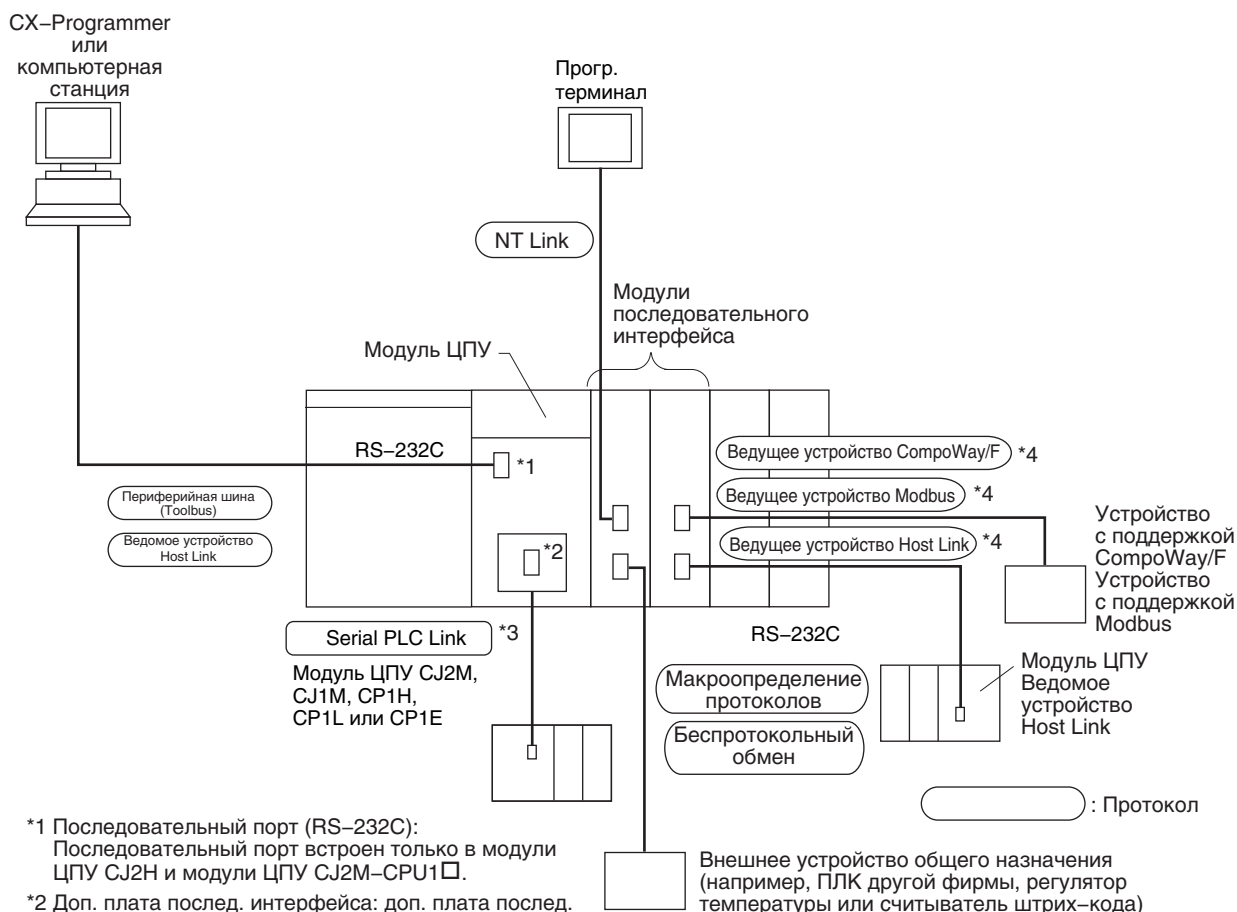 CX–Programmer
или
компьютерная
станция
Прогр.
терминал
NT Link
Модули
последовательного
интерфейса
Модуль ЦПУ
RS–232C
*1
Периферийная шина
(Toolbus)
Ведомое устройство
Host Link
*2
Ведущее устройство CompoWay/F
*4
Ведущее устройство Modbus
*4
Ведущее устройство Host Link
*4
Устройство
с поддержкой
CompoWay/F
Устройство
с поддержкой
Modbus
Serial PLC Link
*3
RS–232C
Модуль ЦПУ CJ2M,
CJ1M, CP1H,
CP1L или CP1E
Макроопределение
протоколов
Беспротокольный
обмен
Модуль ЦПУ
Ведомое
устройство
Host Link
: Протокол
*1 Последовательный порт (RS–232C):
Последовательный порт встроен только в модули
ЦПУ CJ2H и модули ЦПУ CJ2M–CPU1□.
*2 Доп. плата послед. интерфейса: доп. плата послед.
Внешнее устройство общего назначения
(например, ПЛК другой фирмы, регулятор
температуры или считыватель штрих–кода)